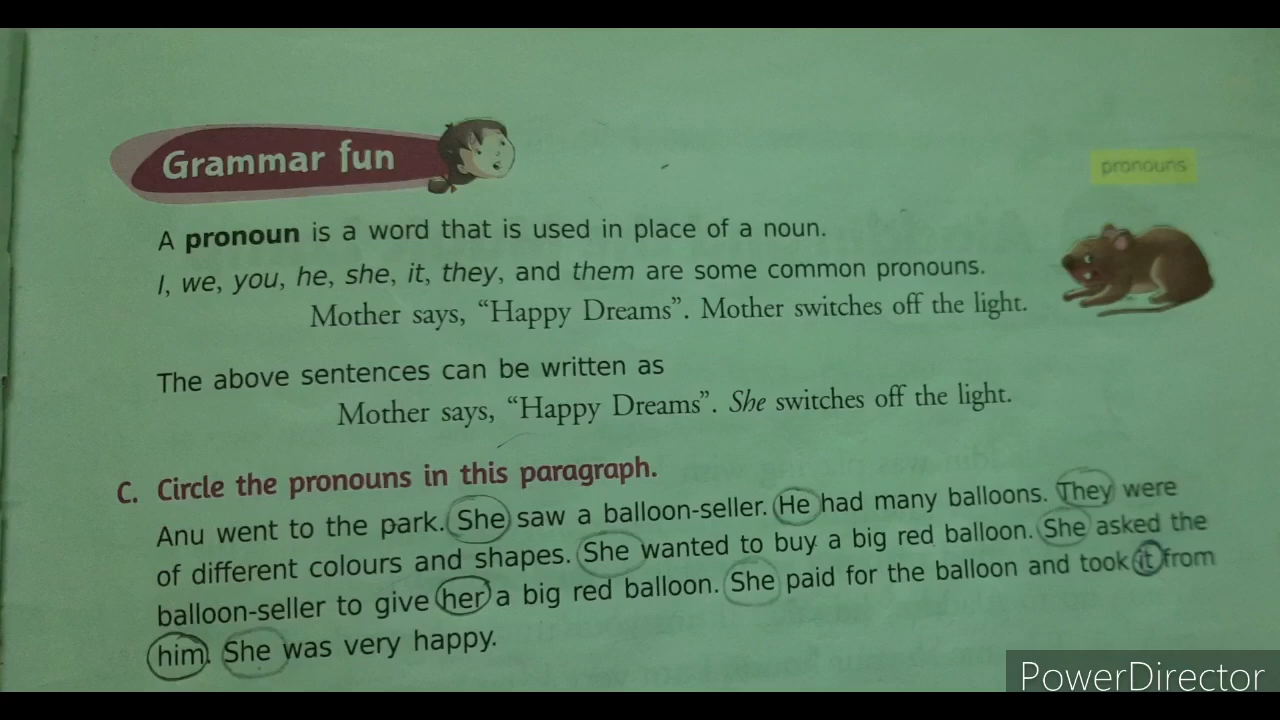 Grammar fun
pronouns
A pronoun is a word that is used in place of a noun.
I, we, you, he, she, it, they, and them are some common pronouns.
Mother says, “Happy Dreams”. Mother switches off the light.
The above sentences can be written as
Mother says, “Happy Dreams”. She switches off the light.
C. Circle the pronouns in this paragraph.
Anu went to the park. She saw a balloon-seller. He had many balloons. They were
of different colours and shapes. She wanted to buy a big red balloon. She asked the
balloon-seller to give her a big red balloon. She paid for the balloon and took it from
him. She was very happy.
PowerDirector